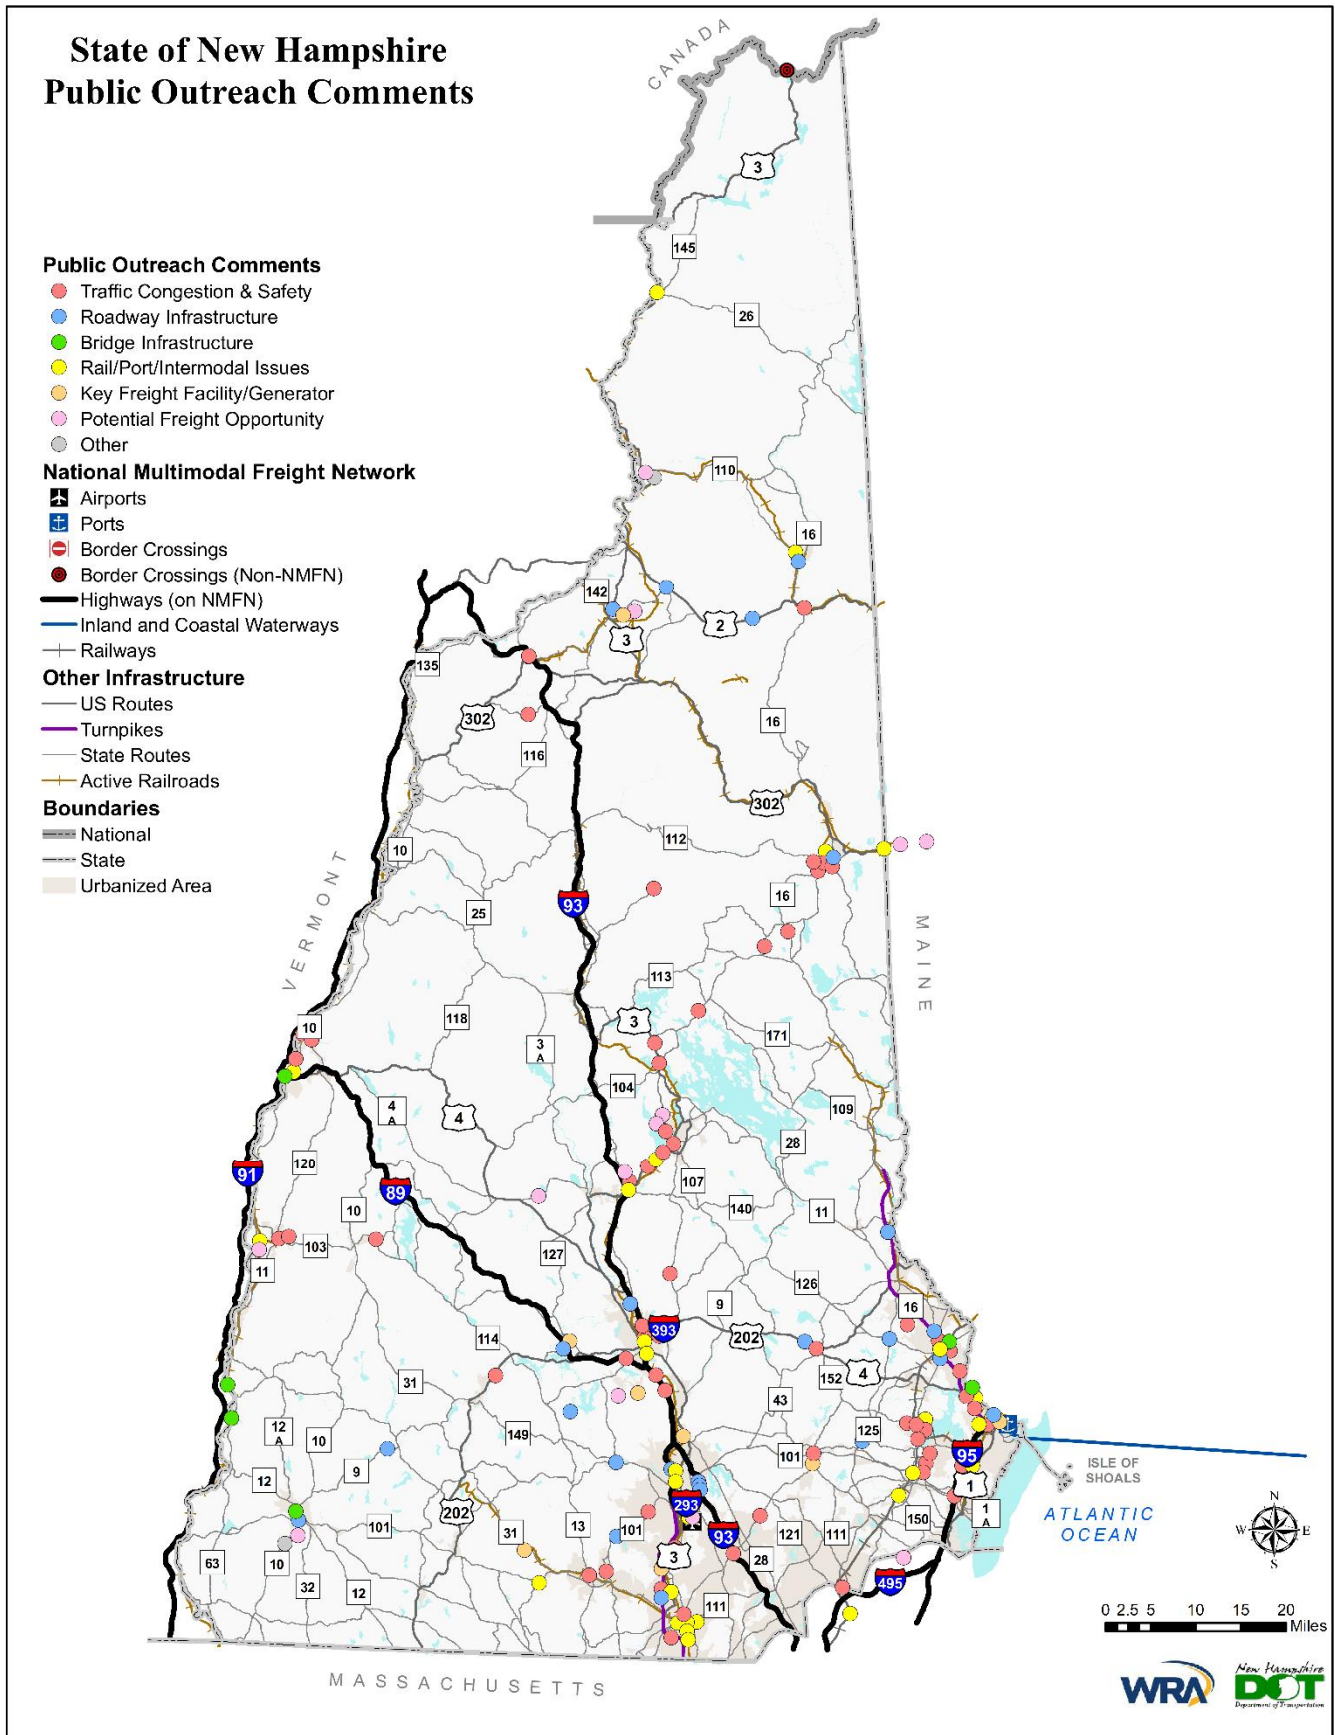 State of New Hampshire
Public Outreach Comments
CANADA
3
145
26
Public Outreach Comments
Traffic Congestion & Safety
Roadway Infrastructure
Bridge Infrastructure
Rail/Port/Intermodal Issues
Key Freight Facility/Generator
Potential Freight Opportunity
Other
National Multimodal Freight Network
Airports
Ports
Border Crossings
Border Crossings (Non-NMFN)
Highways (on NMFN)
Inland and Coastal Waterways
Railways
Other Infrastructure
US Routes
Turnpikes
State Routes
Active Railroads
Boundaries
National
State
Urbanized Area
110
16
142
2
3
135
302
16
116
302
112
10
16
93
25
VERMONT
MAINE
113
3
10
118
171
3
A
104
109
4
A
4
28
120
91
107
89
140
11
10
103
127
11
126
9
16
393
202
114
4
152
31
43
12
A
149
125
10
101
95
9
12
ISLE OF
SHOALS
1
293
202
1
A
ATLANTIC
OCEAN
150
101
31
13
101
93
121
111
N
W
E
S
3
28
63
10
32
12
495
111
0 2.5 5 10 15 20
Miles
MASSACHUSETTS
WRA
New Hampshire
DOT
Department of Transportation